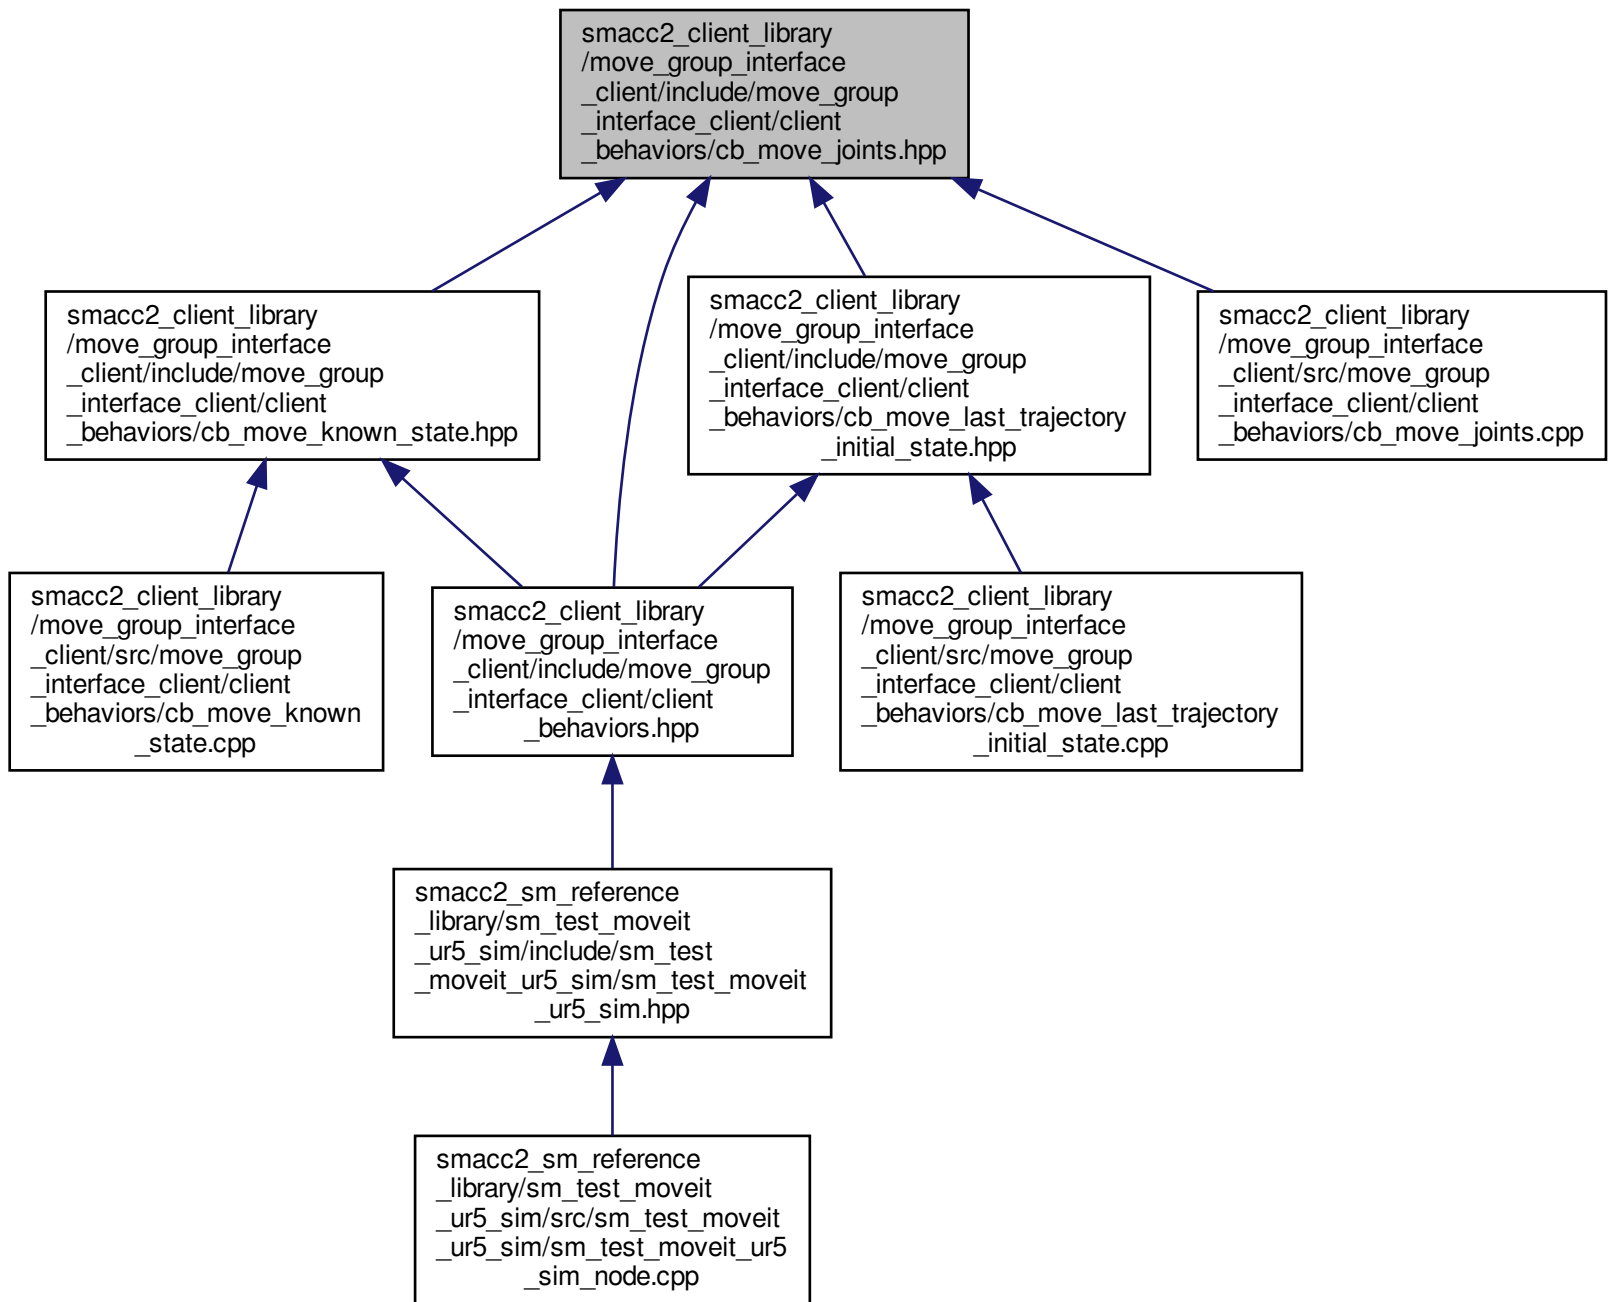 smacc2_client_library
/move_group_interface
_client/include/move_group
_interface_client/client
_behaviors/cb_move_joints.hpp
smacc2_client_library
/move_group_interface
_client/include/move_group
_interface_client/client
_behaviors/cb_move_known_state.hpp
smacc2_client_library
/move_group_interface
_client/include/move_group
_interface_client/client
_behaviors/cb_move_last_trajectory
_initial_state.hpp
smacc2_client_library
/move_group_interface
_client/src/move_group
_interface_client/client
_behaviors/cb_move_joints.cpp
smacc2_client_library
/move_group_interface
_client/src/move_group
_interface_client/client
_behaviors/cb_move_known
_state.cpp
smacc2_client_library
/move_group_interface
_client/include/move_group
_interface_client/client
_behaviors.hpp
smacc2_client_library
/move_group_interface
_client/src/move_group
_interface_client/client
_behaviors/cb_move_last_trajectory
_initial_state.cpp
smacc2_sm_reference
_library/sm_test_moveit
_ur5_sim/include/sm_test
_moveit_ur5_sim/sm_test_moveit
_ur5_sim.hpp
smacc2_sm_reference
_library/sm_test_moveit
_ur5_sim/src/sm_test_moveit
_ur5_sim/sm_test_moveit_ur5
_sim_node.cpp